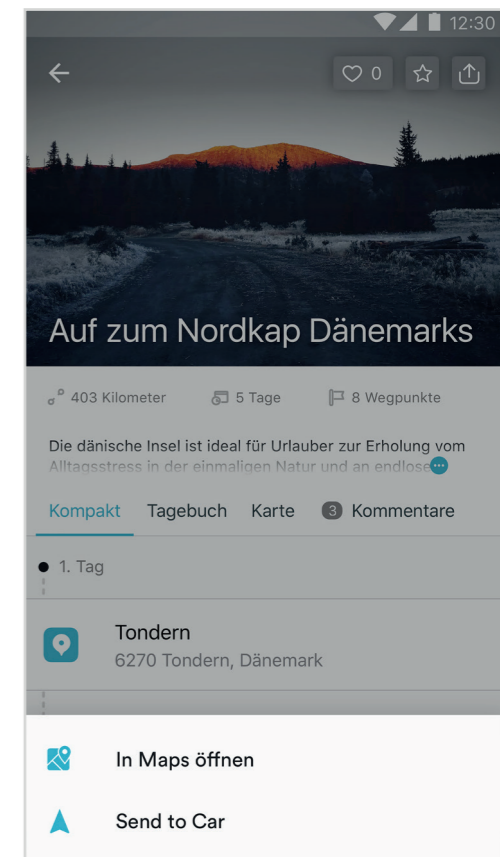 12:30
0
Auf zum Nordkap Dänemarks
403 Kilometer 5 Tage 8 Wegpunkte
Die dänische Insel ist ideal für Urlauber zur Erholung vom
Alltagsstress in der einmaligen Natur und an endlose
Kompakt Tagebuch Karte 3 Kommentare
1. Tag
Tondern
6270 Tondern, Dänemark
In Maps öffnen
Send to Car